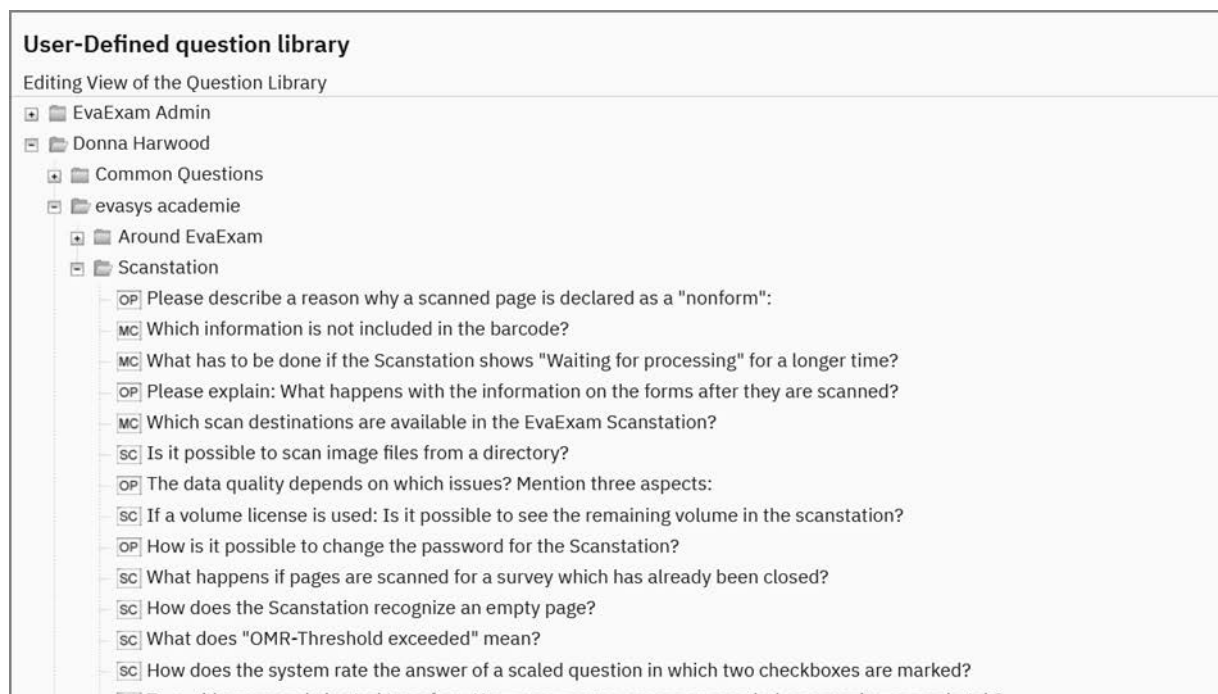 User-Defined question library
Editing View of the Question Library
EvaExam Admin
Donna Harwood
Common Questions
evasys academie
Around EvaExam
Scanstation
OP Please describe a reason why a scanned page is declared as a "nonform":
MC Which information is not included in the barcode?
MC What has to be done if the Scanstation shows "Waiting for processing" for a longer time?
OP Please explain: What happens with the information on the forms after they are scanned?
MC Which scan destinations are available in the EvaExam Scanstation?
SC Is it possible to scan image files from a directory?
OP The data quality depends on which issues? Mention three aspects:
SC If a volume license is used: Is it possible to see the remaining volume in the scanstation?
OP How is it possible to change the password for the Scanstation?
SC What happens if pages are scanned for a survey which has already been closed?
SC How does the Scanstation recognize an empty page?
SC What does "OMR-Threshold exceeded" mean?
SC How does the system rate the answer of a scaled question in which two checkboxes are marked?